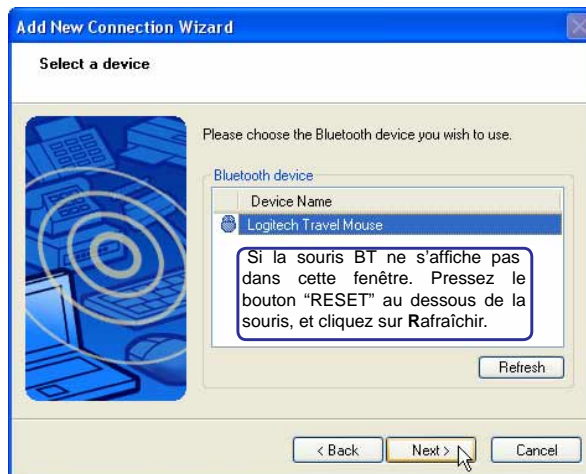 Add New Connection Wizard
Select a device
Please choose the Bluetooth device you wish to use.
Bluetooth device
Device Name
Logitech Travel Mouse
Si la souris BT ne s’affiche pas
dans cette fenêtre. Pressez le
bouton “RESET” au dessous de la
souris, et cliquez sur Rafraîchir.
Refresh
< Back
Next >
Cancel